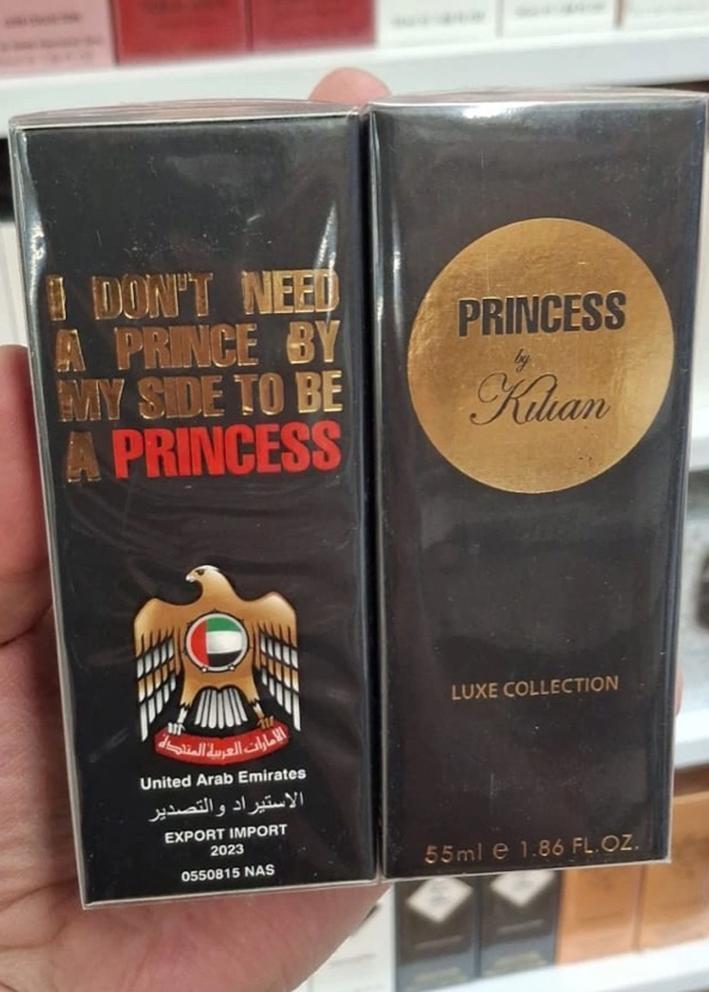 I DON"T NEED
A PRINCE BY
MY SIDE TO BE
A PRINCESS
الإمارات العربية المتحدة
United Arab Emirates
الاستيراد والتصدير
EXPORT IMPORT
2023
0550815 NAS
PRINCESS
by
Kilian
LUXE COLLECTION
55ml e 1.86 FL.OZ.